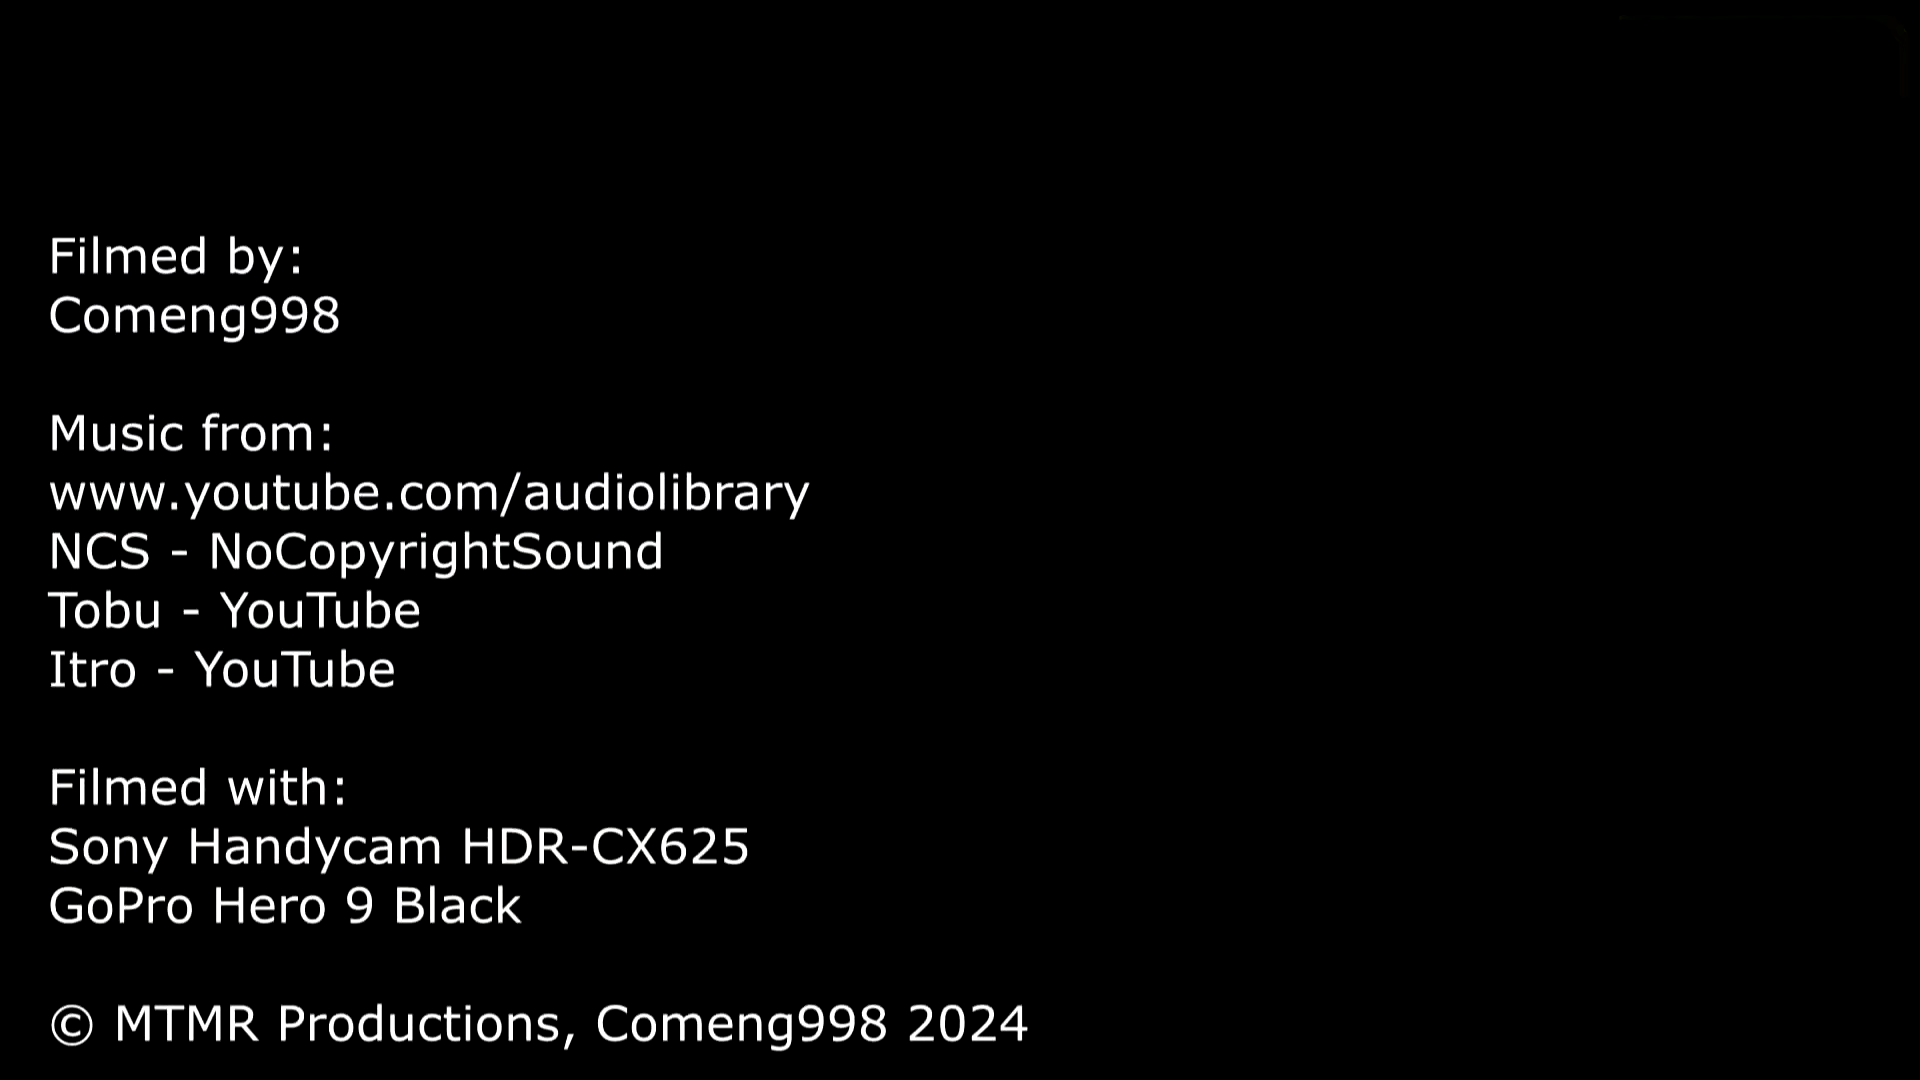 Filmed by:
Comeng998
Music from:
www.youtube.com/audiolibrary
NCS - NoCopyrightSound
Tobu - YouTube
Itro - YouTube
Filmed with:
Sony Handycam HDR-CX625
GoPro Hero 9 Black
© MTMR Productions, Comeng998 2024